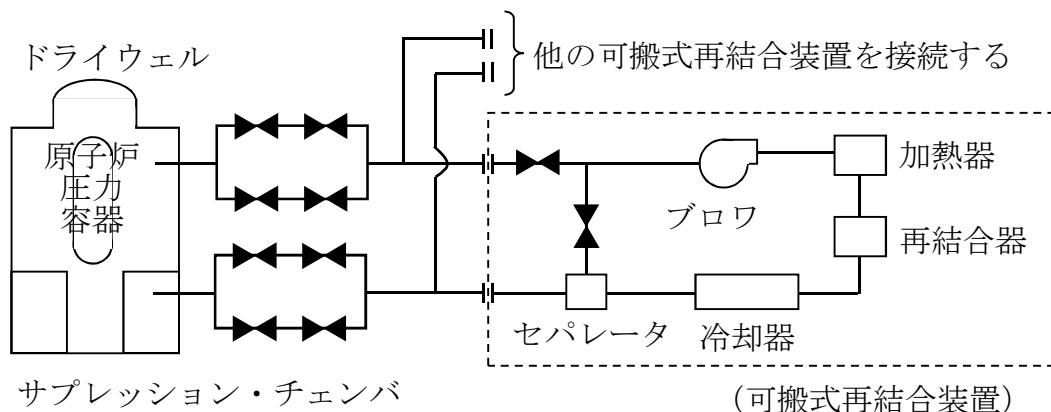 ドライウェル
他の可搬式再結合装置を接続する
原子炉
圧力
容器
加熱器
ブロワ
再結合器
セパレータ
冷却器
サプレッション・チェンバ
(可搬式再結合装置)